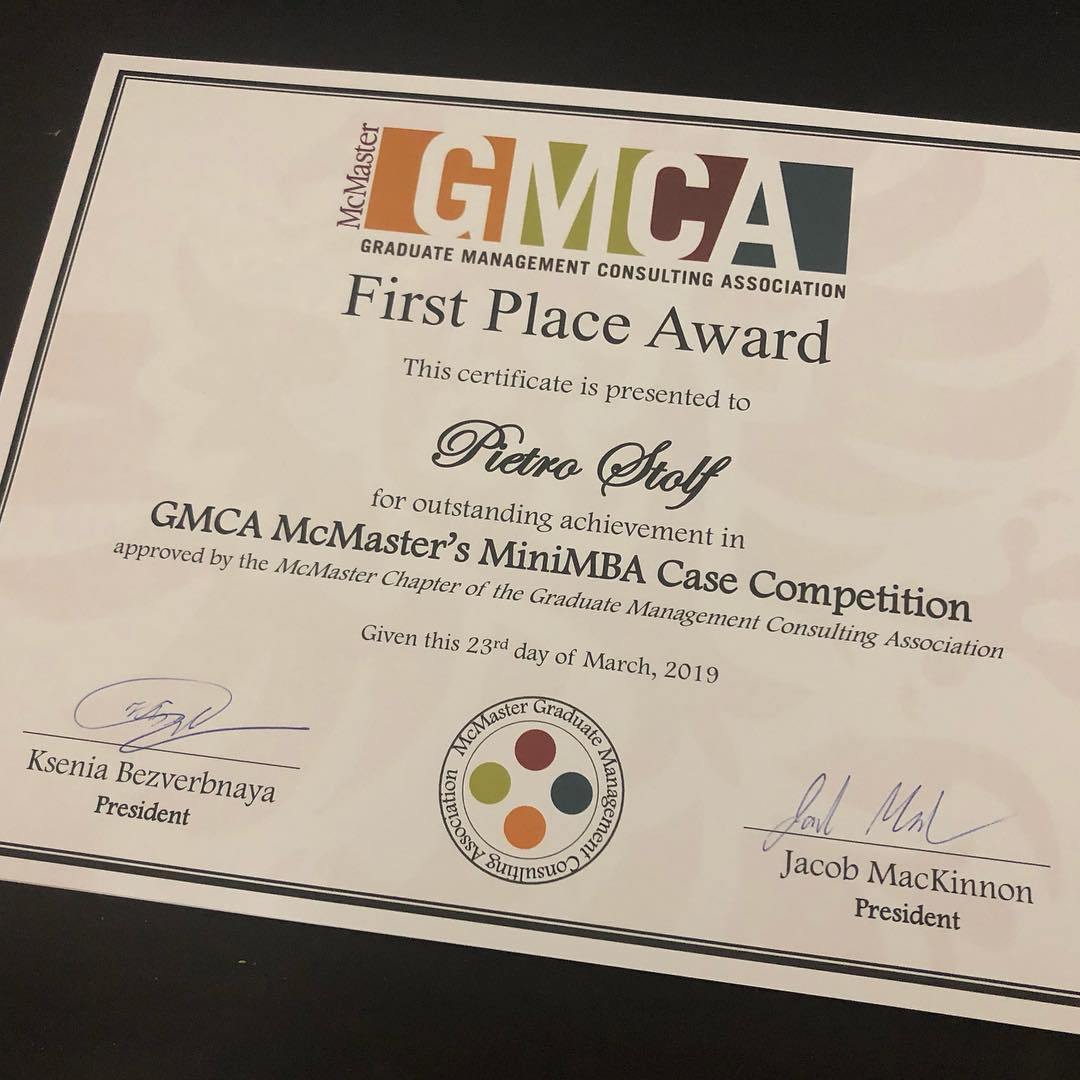 McMaster
GMCA
GRADUATE MANAGEMENT CONSULTING ASSOCIATION
First Place Award
This certificate is presented to
Pietro Stolf
for outstanding achievement in
GMCA McMaster's MiniMBA Case Competition
approved by the McMaster Chapter of the Graduate Management Consulting Association
Given this 23rd day of March, 2019
Ksenia Bezverbnaya
President
McMaster Graduate Management Consulting Association
Jacob MacKinnon
President